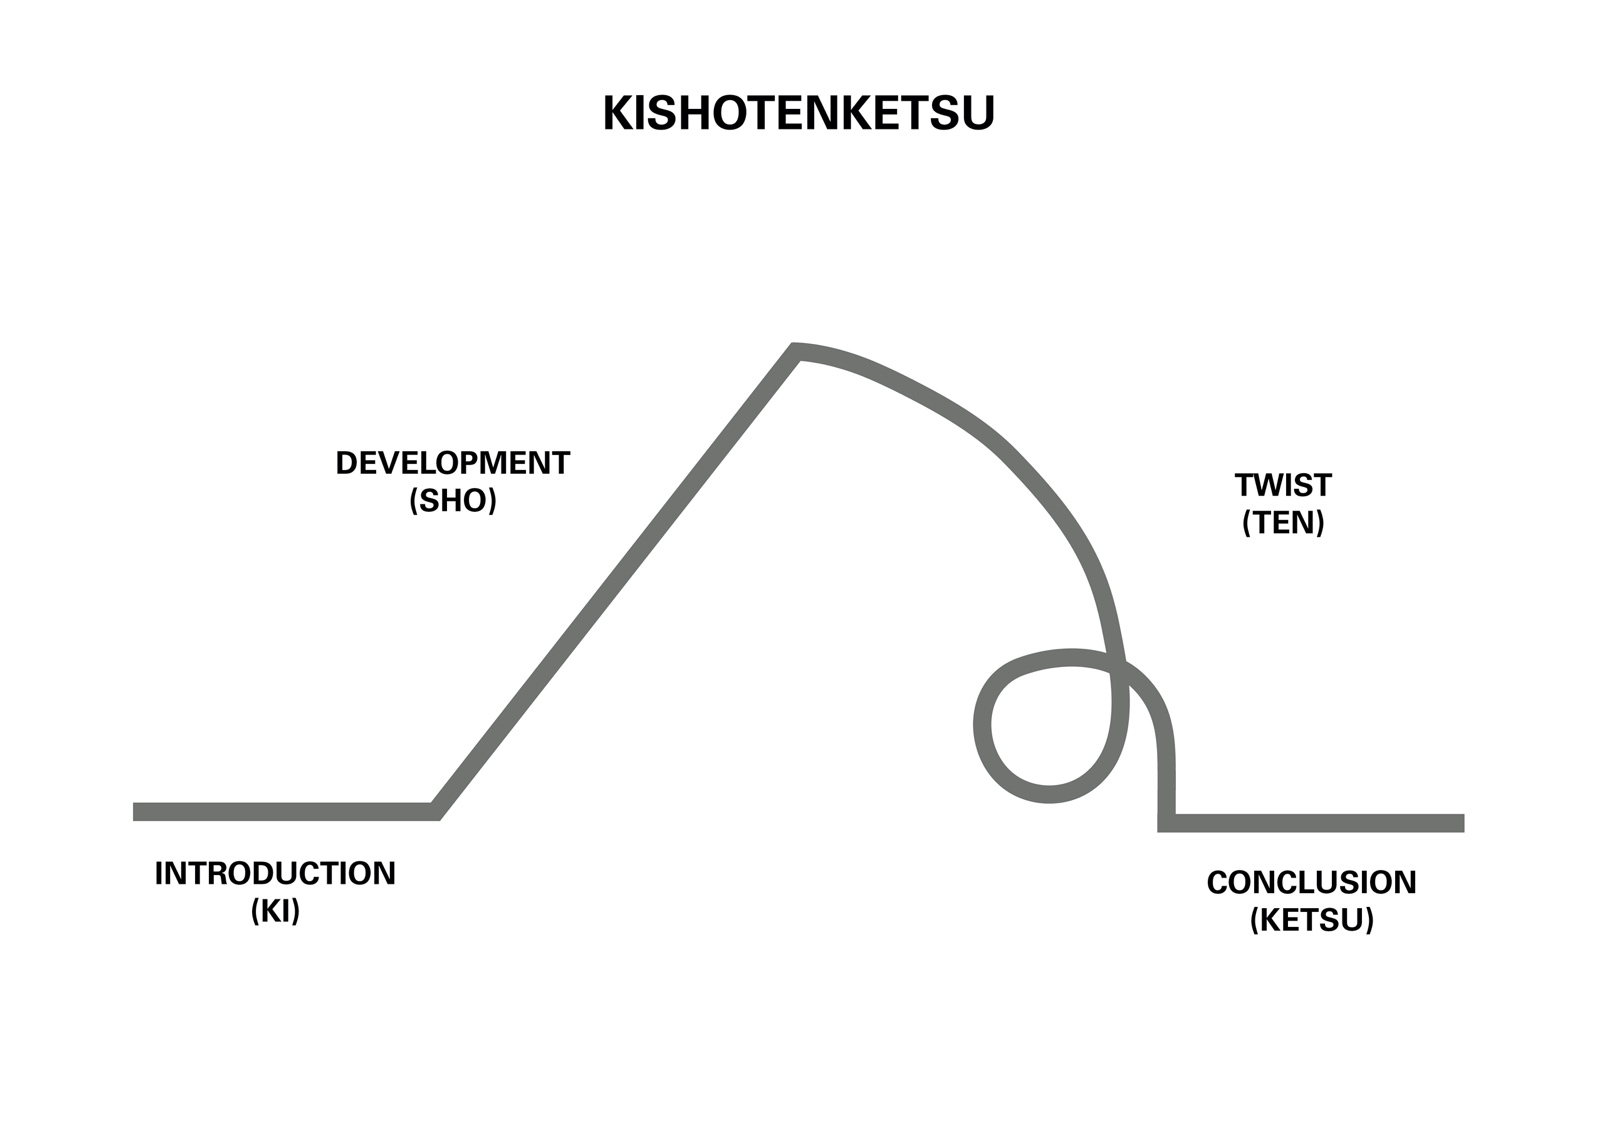 KISHOTENKETSU
DEVELOPMENT
(SHO)
TWIST
(TEN)
INTRODUCTION
(KI)
CONCLUSION
(KETSU)